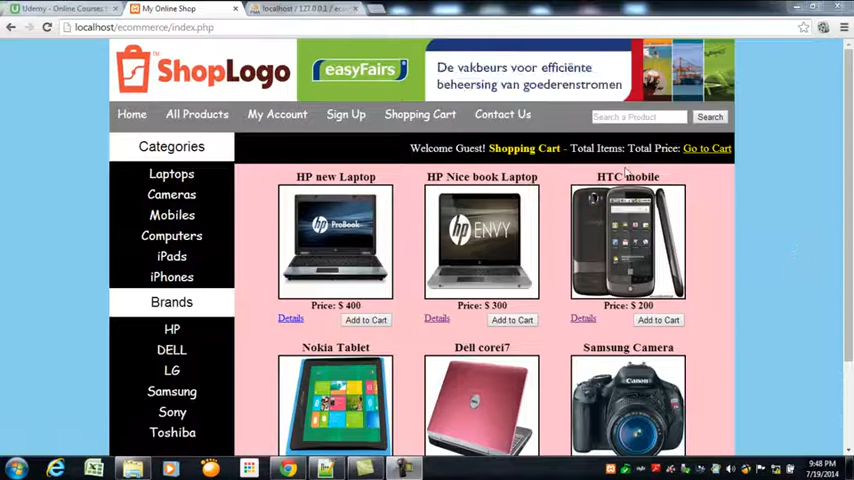 Udemy - Online Courses
My Online Shop
localhost / 127.0.0.1 / ec
localhost/ecommerce/index.php
ShopLogo
easyFairs
De vakbeurs voor efficiënte
beheersing van goederenstromen
Home All Products My Account Sign Up Shopping Cart Contact Us
Search a Product
Search
Categories
Welcome Guest! Shopping Cart - Total Items: Total Price: Go to Cart
Laptops
Cameras
Mobiles
Computers
iPads
iPhones
Brands
HP
DELL
LG
Samsung
Sony
Toshiba
HP new Laptop
HP Nice book Laptop
HTC mobile
hp ProBook
hp ENVY
Price: $ 400
Price: $ 300
Price: $ 200
Details
Add to Cart
Details
Add to Cart
Details
Add to Cart
Nokia Tablet
Dell corei7
Samsung Camera
Canon
9:48 PM
7/19/2014